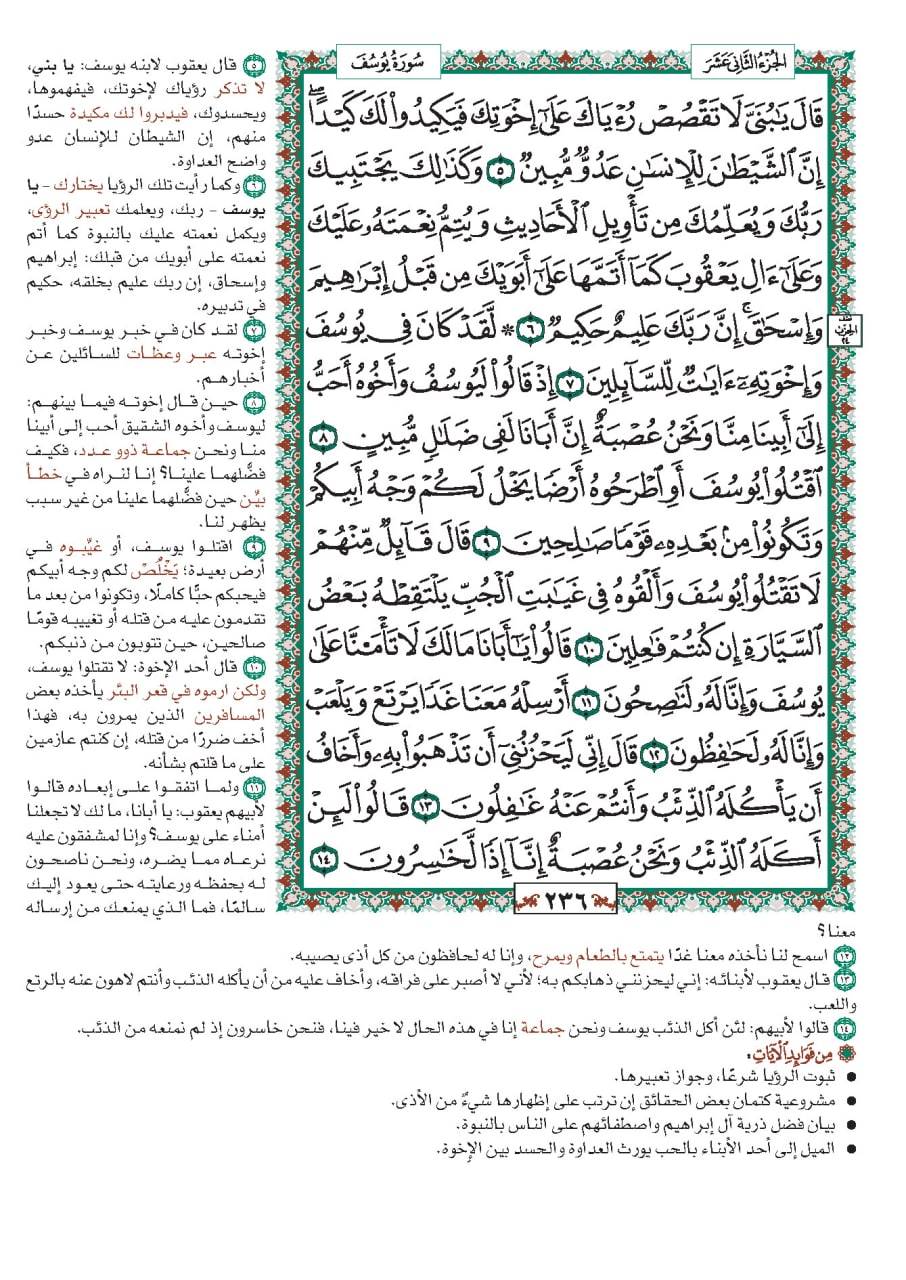 الجزء الثاني عشر
سورة يوسف
قَالَ يَٰبُنَيَّ لَا تَقۡصُصۡ رُءۡيَاكَ عَلَىٰٓ إِخۡوَتِكَ فَيَكِيدُواْ لَكَ كَيۡدًاۖ
إِنَّ ٱلشَّيۡطَٰنَ لِلۡإِنسَٰنِ عَدُوّٞ مُّبِينٞ ٥ وَكَذَٰلِكَ يَجۡتَبِيكَ
رَبُّكَ وَيُعَلِّمُكَ مِن تَأۡوِيلِ ٱلۡأَحَادِيثِ وَيُتِمُّ نِعۡمَتَهُۥ عَلَيۡكَ
وَعَلَىٰٓ ءَالِ يَعۡقُوبَ كَمَآ أَتَمَّهَا عَلَىٰٓ أَبَوَيۡكَ مِن قَبۡلُ إِبۡرَٰهِيمَ
وَإِسۡحَٰقَۚ إِنَّ رَبَّكَ عَلِيمٌ حَكِيمٞ ٦ ۞ لَّقَدۡ كَانَ فِي يُوسُفَ
وَإِخۡوَتِهِۦٓ ءَايَٰتٞ لِّلسَّآئِلِينَ ٧ إِذۡ قَالُواْ لَيُوسُفُ وَأَخُوهُ أَحَبُّ
إِلَىٰٓ أَبِينَا مِنَّا وَنَحۡنُ عُصۡبَةٌ إِنَّ أَبَانَا لَفِي ضَلَٰلٖ مُّبِينٍ ٨
ٱقۡتُلُواْ يُوسُفَ أَوِ ٱطۡرَحُوهُ أَرۡضٗا يَخۡلُ لَكُمۡ وَجۡهُ أَبِيكُمۡ
وَتَكُونُواْ مِنۢ بَعۡدِهِۦ قَوۡمٗا صَٰلِحِينَ ٩ قَالَ قَآئِلٞ مِّنۡهُمۡ
لَا تَقۡتُلُواْ يُوسُفَ وَأَلۡقُوهُ فِي غَيَٰبَتِ ٱلۡجُبِّ يَلۡتَقِطۡهُ بَعۡضُ
ٱلسَّيَّارَةِ إِن كُنتُمۡ فَٰعِلِينَ ١٠ قَالُواْ يَٰٓأَبَانَا مَالَكَ لَا تَأۡمَ۬نَّا عَلَىٰ
يُوسُفَ وَإِنَّا لَهُۥ لَنَٰصِحُونَ ١١ أَرۡسِلۡهُ مَعَنَا غَدٗا يَرۡتَعۡ وَيَلۡعَبۡ
وَإِنَّا لَهُۥ لَحَٰفِظُونَ ١٢ قَالَ إِنِّي لَيَحۡزُنُنِيٓ أَن تَذۡهَبُواْ بِهِۦ وَأَخَافُ
أَن يَأۡكُلَهُ ٱلذِّئۡبُ وَأَنتُمۡ عَنۡهُ غَٰفِلُونَ ١٣ قَالُواْ لَئِنۡ
أَكَلَهُ ٱلذِّئۡبُ وَنَحۡنُ عُصۡبَةٌ إِنَّآ إِذٗا لَّخَٰسِرُونَ ١٤
٢٣٦
نصف
الحزب
٢٤
٥ قال يعقوب لابنه يوسف: يا بني،
لا تذكر رؤياك لإخوتك، فيفهموها،
ويحسدوك، فيدبروا لك مكيدة حسدًا
منهم، إن الشيطان للإنسان عدو
واضح العداوة.
٦ وكما رأيت تلك الرؤيا يختارك - يا
يوسف - ربك، ويعلمك تعبير الرؤى،
ويكمل نعمته عليك بالنبوة كما أتم
نعمته على أبويك من قبلك: إبراهيم
وإسحاق، إن ربك عليم بخلقه، حكيم
في تدبيره.
٧ لقد كان في خبر يوسف وخبر
إخوته عبر وعظات للسائلين عن
أخبارهم.
٨ حين قال إخوته فيما بينهم:
ليوسف وأخوه الشقيق أحب إلى أبينا
منا ونحن جماعة ذوو عدد، فكيف
فضَّلهما علينا؟ إنا لنراه في خطأ
بيِّن حين فضَّلهما علينا من غير سبب
يظهر لنا.
٩ اقتلوا يوسف، أو غيِّبوه في
أرض بعيدة؛ يَخْلُصْ لكم وجه أبيكم
فيحبكم حبًّا كاملًا، وتكونوا من بعد ما
تقدمون عليه من قتله أو تغييبه قومًا
صالحين، حين تتوبون من ذنبكم.
١٠ قال أحد الإخوة: لا تقتلوا يوسف،
ولكن ارموه في قعر البئر يأخذه بعض
المسافرين الذين يمرون به، فهذا
أخف ضررًا من قتله، إن كنتم عازمين
على ما قلتم بشأنه.
١١ ولما اتفقوا على إبعاده قالوا
لأبيهم يعقوب: يا أبانا، ما لك لا تجعلنا
أمناء على يوسف؟ وإنا لمشفقون عليه
نرعاه مما يضره، ونحن ناصحون
له بحفظه ورعايته حتى يعود إليك
سالمًا، فما الذي يمنعك من إرساله
معنا؟
١٢ اسمح لنا نأخذه معنا غدًا يتمتع بالطعام ويمرح، وإنا له لحافظون من كل أذى يصيبه.
١٣ قال يعقوب لأبنائه: إني ليحزنني ذهابكم به؛ لأني لا أصبر على فراقه، وأخاف عليه من أن يأكله الذئب وأنتم لاهون عنه بالرتع
واللعب.
١٤ قالوا لأبيهم: لئن أكل الذئب يوسف ونحن جماعة إنا في هذه الحال لا خير فينا، فنحن خاسرون إذ لم نمنعه من الذئب.
من فوائد الآيات:
• ثبوت الرؤيا شرعًا، وجواز تعبيرها.
• مشروعية كتمان بعض الحقائق إن ترتب على إظهارها شيءٌ من الأذى.
• بيان فضل ذرية آل إبراهيم واصطفائهم على الناس بالنبوة.
• الميل إلى أحد الأبناء بالحب يورث العداوة والحسد بين الإخوة.